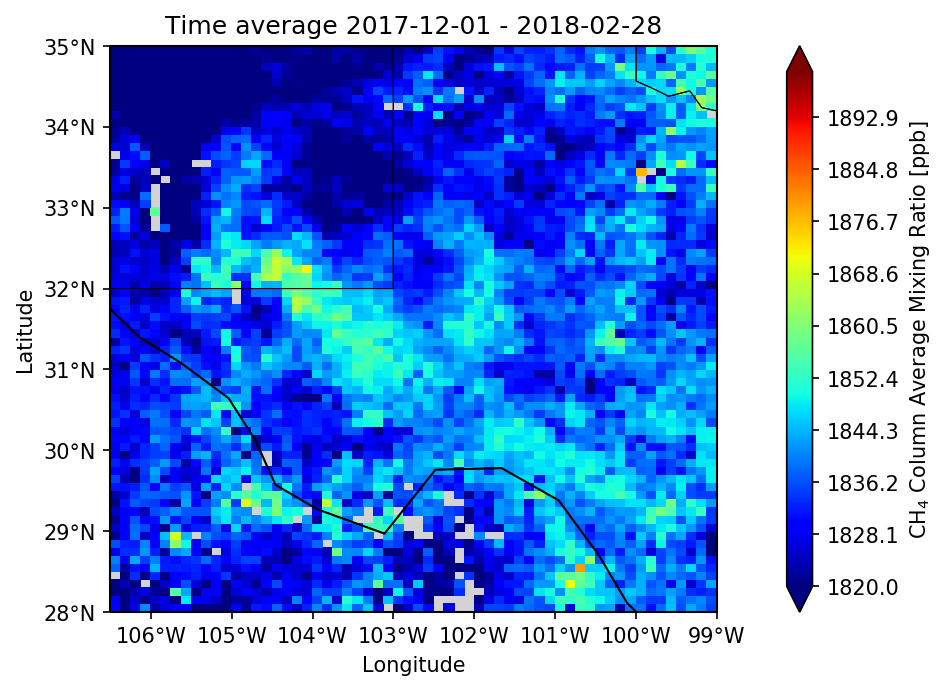 Time average 2017-12-01 - 2018-02-28
35°N
34°N
33°N
32°N
31°N
30°N
29°N
28°N
Latitude
106°W 105°W 104°W 103°W 102°W 101°W 100°W 99°W
Longitude
1892.9
1884.8
1876.7
1868.6
1860.5
1852.4
1844.3
1836.2
1828.1
1820.0
CH₄ Column Average Mixing Ratio [ppb]